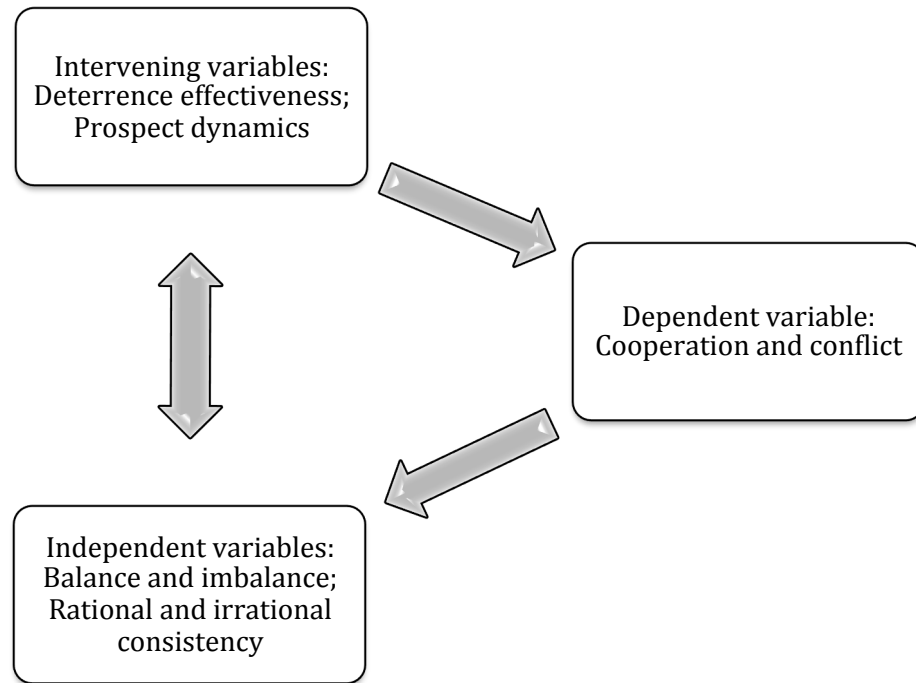 Intervening variables:
Deterrence effectiveness;
Prospect dynamics
Dependent variable:
Cooperation and conflict
Independent variables:
Balance and imbalance;
Rational and irrational
consistency